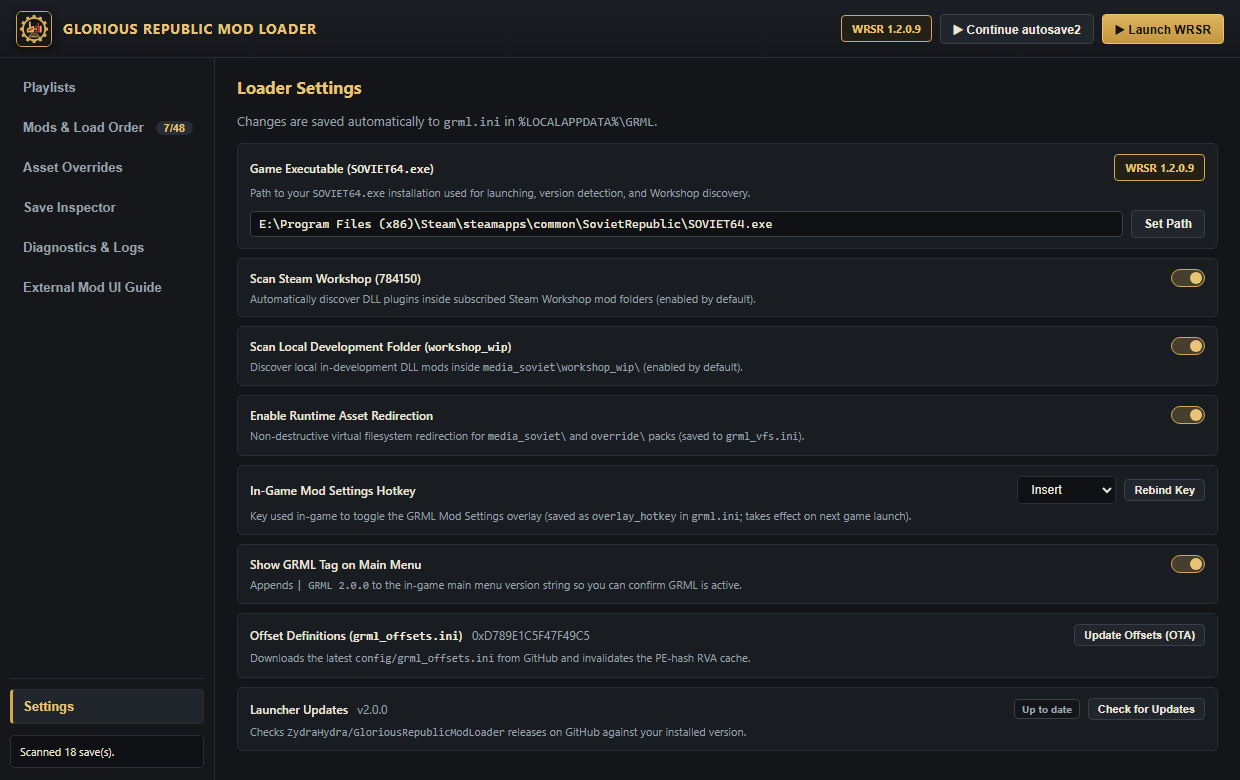 GLORIOUS REPUBLIC MOD LOADER
WRSR 1.2.0.9
▶ Continue autosave2
▶ Launch WRSR
Playlists
Mods & Load Order 7/48
Asset Overrides
Save Inspector
Diagnostics & Logs
External Mod UI Guide
Settings
Scanned 18 save(s).
Loader Settings
Changes are saved automatically to grml.ini in %LOCALAPPDATA%\GRML.
Game Executable (SOVIET64.exe)
WRSR 1.2.0.9
Path to your SOVIET64.exe installation used for launching, version detection, and Workshop discovery.
E:\Program Files (x86)\Steam\steamapps\common\SovietRepublic\SOVIET64.exe
Set Path
Scan Steam Workshop (784150)
Automatically discover DLL plugins inside subscribed Steam Workshop mod folders (enabled by default).
Scan Local Development Folder (workshop_wip)
Discover local in-development DLL mods inside media_soviet\workshop_wip\ (enabled by default).
Enable Runtime Asset Redirection
Non-destructive virtual filesystem redirection for media_soviet\ and override\ packs (saved to grml_vfs.ini).
In-Game Mod Settings Hotkey
Insert
Rebind Key
Key used in-game to toggle the GRML Mod Settings overlay (saved as overlay_hotkey in grml.ini; takes effect on next game launch).
Show GRML Tag on Main Menu
Appends | GRML 2.0.0 to the in-game main menu version string so you can confirm GRML is active.
Offset Definitions (grml_offsets.ini) 0xD789E1C5F47F49C5
Update Offsets (OTA)
Downloads the latest config/grml_offsets.ini from GitHub and invalidates the PE-hash RVA cache.
Launcher Updates v2.0.0
Up to date
Check for Updates
Checks ZydraHydra/GloriousRepublicModLoader releases on GitHub against your installed version.